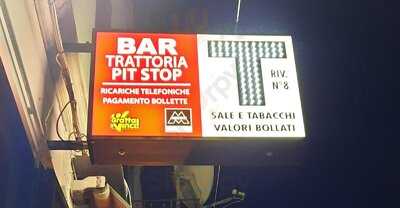 BAR
TRATTORIA
PIT STOP
RICARICHE TELEFONICHE
PAGAMENTO BOLLETTE
Gratta e
Vinci!
T
RIV.
N°8
SALE E TABACCHI
VALORI BOLLATI